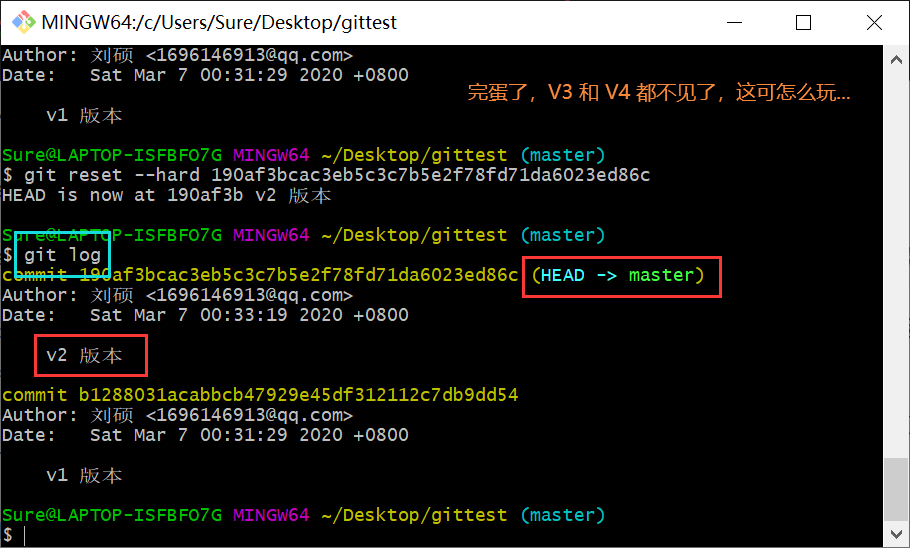 MINGW64:/c/Users/Sure/Desktop/gittest
Author: 刘硕 <1696146913@qq.com>
Date:   Sat Mar 7 00:31:29 2020 +0800
完蛋了，V3 和 V4 都不见了，这可怎么玩...
    v1 版本
Sure@LAPTOP-ISFBFO7G MINGW64 ~/Desktop/gittest (master)
$ git reset --hard 190af3bcac3eb5c3c7b5e2f78fd71da6023ed86c
HEAD is now at 190af3b v2 版本
Sure@LAPTOP-ISFBFO7G MINGW64 ~/Desktop/gittest (master)
$ git log
commit 190af3bcac3eb5c3c7b5e2f78fd71da6023ed86c (HEAD -> master)
Author: 刘硕 <1696146913@qq.com>
Date:   Sat Mar 7 00:33:19 2020 +0800
    v2 版本
commit b1288031acabbcb47929e45df312112c7db9dd54
Author: 刘硕 <1696146913@qq.com>
Date:   Sat Mar 7 00:31:29 2020 +0800
    v1 版本
Sure@LAPTOP-ISFBFO7G MINGW64 ~/Desktop/gittest (master)
$